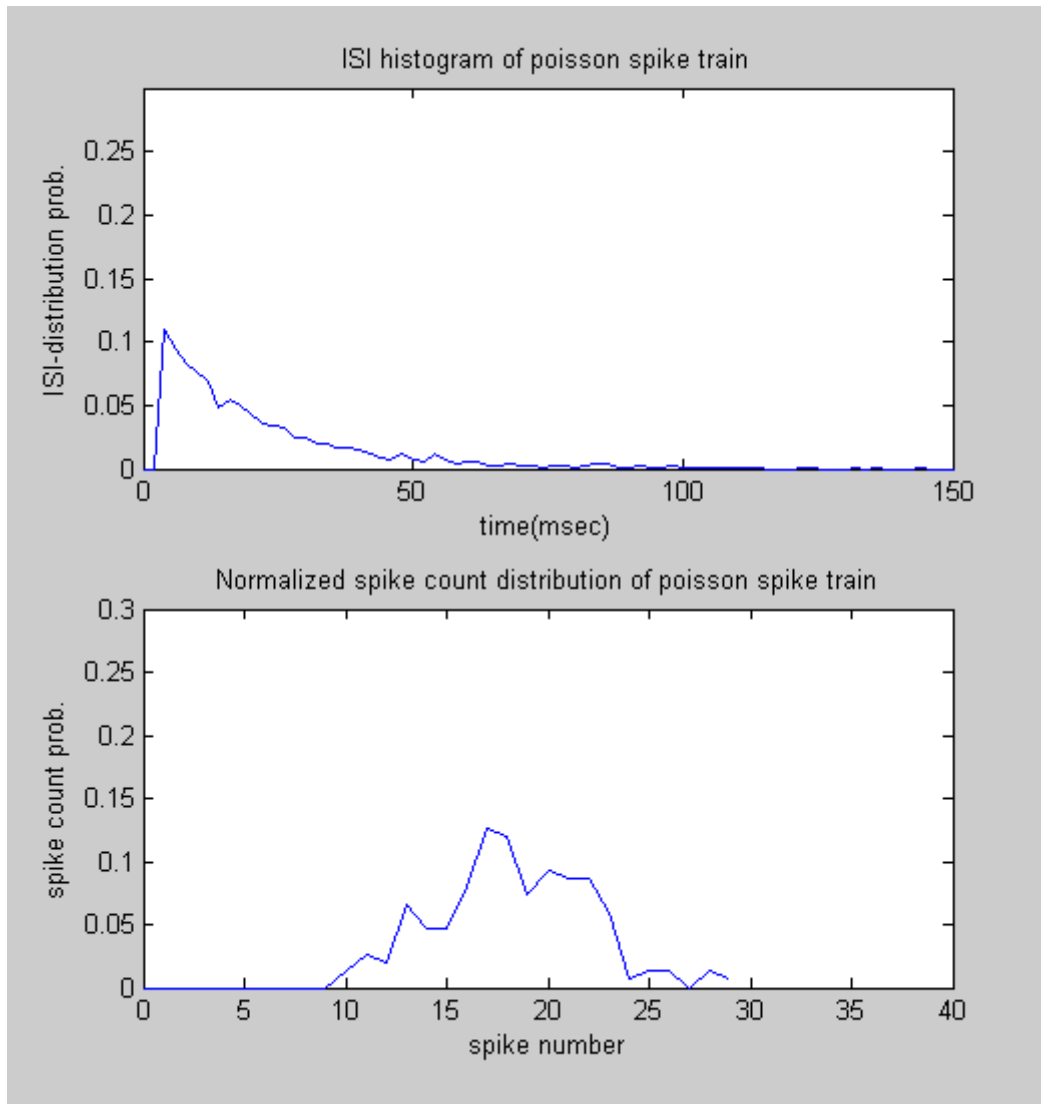 ISI histogram of poisson spike train
ISI-distribution prob.
0.25
0.2
0.15
0.1
0.05
0
0 50 100 150
time(msec)
Normalized spike count distribution of poisson spike train
spike count prob.
0.3
0.25
0.2
0.15
0.1
0.05
0
0 5 10 15 20 25 30 35 40
spike number